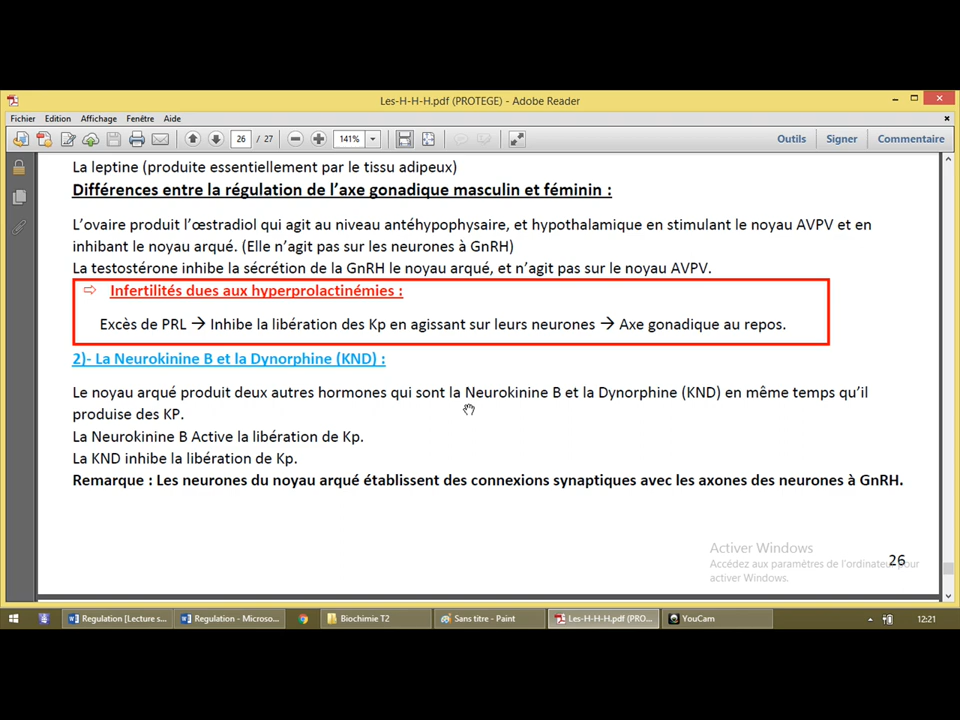 Les-H-H-H.pdf (PROTEGE) - Adobe Reader
Fichier Edition Affichage Fenêtre Aide
26 / 27 141% Outils Signer Commentaire
La leptine (produite essentiellement par le tissu adipeux)
Différences entre la régulation de l’axe gonadique masculin et féminin :
L’ovaire produit l’œstradiol qui agit au niveau antéhypophysaire, et hypothalamique en stimulant le noyau AVPV et en
inhibant le noyau arqué. (Elle n’agit pas sur les neurones à GnRH)
La testostérone inhibe la sécrétion de la GnRH le noyau arqué, et n’agit pas sur le noyau AVPV.
⇨ Infertilités dues aux hyperprolactinémies :
Excès de PRL → Inhibe la libération des Kp en agissant sur leurs neurones → Axe gonadique au repos.
2)- La Neurokinine B et la Dynorphine (KND) :
Le noyau arqué produit deux autres hormones qui sont la Neurokinine B et la Dynorphine (KND) en même temps qu’il
produise des KP.
La Neurokinine B Active la libération de Kp.
La KND inhibe la libération de Kp.
Remarque : Les neurones du noyau arqué établissent des connexions synaptiques avec les axones des neurones à GnRH.
Activer Windows
26
Accédez aux paramètres de l'ordinateur pour
activer Windows.
Regulation [Lecture s... Regulation - Microso... Biochimie T2 Sans titre - Paint Les-H-H-H.pdf (PRO... YouCam 12:21